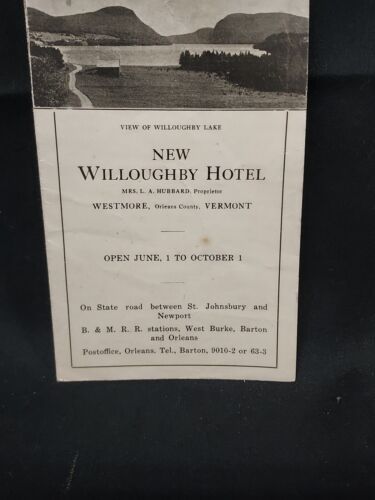 VIEW OF WILLOUGHBY LAKE
NEW
WILLOUGHBY HOTEL
MRS. L. A. HUBBARD, Proprietor
WESTMORE, Orleans County, VERMONT
OPEN JUNE, 1 TO OCTOBER 1
On State road between St. Johnsbury and
Newport
B. & M. R. R. stations, West Burke, Barton
and Orleans
Postoffice, Orleans, Tel., Barton, 9010-2 or 63-3